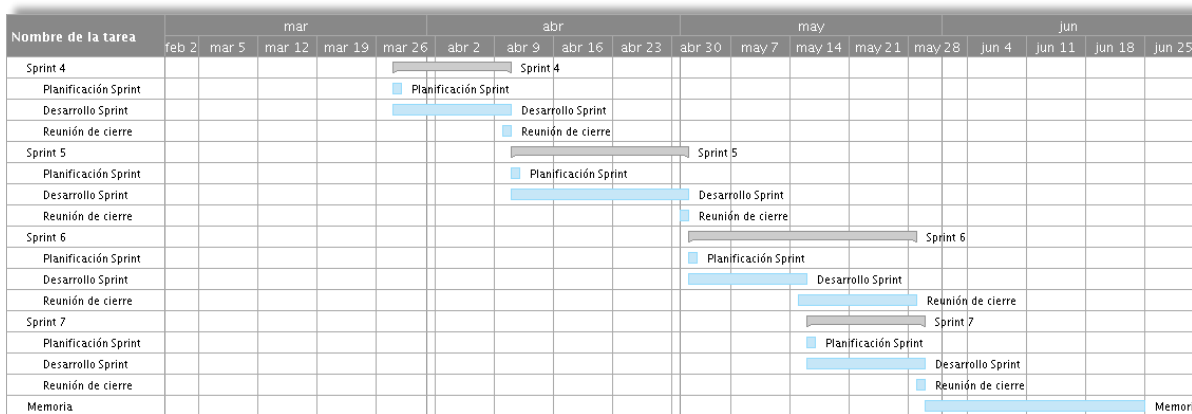 Nombre de la tarea
mar abr may jun
feb 2 mar 5 mar 12 mar 19 mar 26 abr 2 abr 9 abr 16 abr 23 abr 30 may 7 may 14 may 21 may 28 jun 4 jun 11 jun 18 jun 25
Sprint 4 Sprint 4
Planificación Sprint Planificación Sprint
Desarrollo Sprint Desarrollo Sprint
Reunión de cierre Reunión de cierre
Sprint 5 Sprint 5
Planificación Sprint Planificación Sprint
Desarrollo Sprint Desarrollo Sprint
Reunión de cierre Reunión de cierre
Sprint 6 Sprint 6
Planificación Sprint Planificación Sprint
Desarrollo Sprint Desarrollo Sprint
Reunión de cierre Reunión de cierre
Sprint 7 Sprint 7
Planificación Sprint Planificación Sprint
Desarrollo Sprint Desarrollo Sprint
Reunión de cierre Reunión de cierre
Memoria Memori